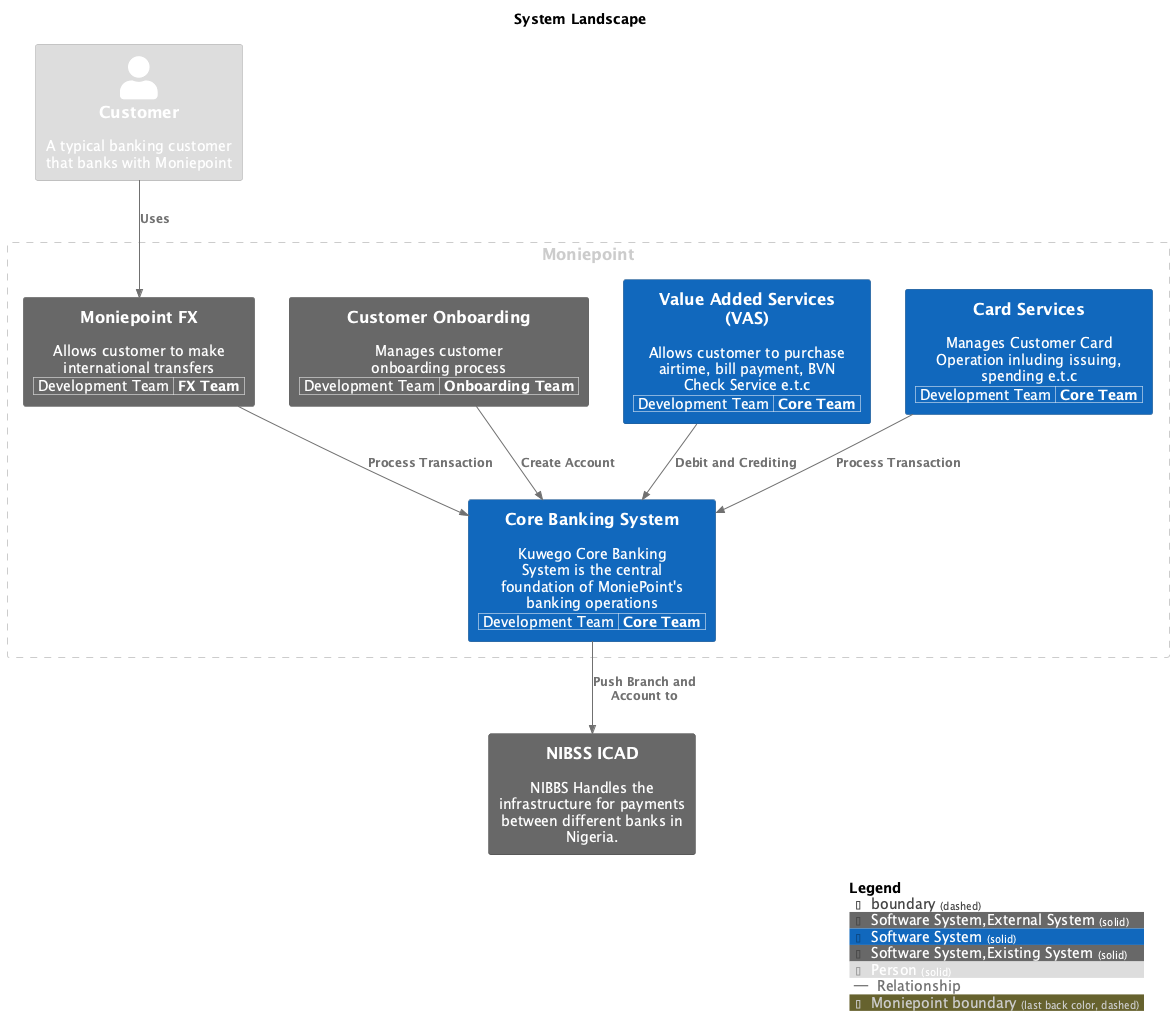 System Landscape
Customer
A typical banking customer
that banks with Moniepoint
Uses
Moniepoint
Moniepoint FX
Allows customer to make
international transfers
Development Team FX Team
Customer Onboarding
Manages customer
onboarding process
Development Team Onboarding Team
Value Added Services
(VAS)
Allows customer to purchase
airtime, bill payment, BVN
Check Service e.t.c
Development Team Core Team
Card Services
Manages Customer Card
Operation inluding issuing,
spending e.t.c
Development Team Core Team
Process Transaction
Create Account
Debit and Crediting
Process Transaction
Core Banking System
Kuwego Core Banking
System is the central
foundation of MoniePoint's
banking operations
Development Team Core Team
Push Branch and
Account to
NIBSS ICAD
NIBBS Handles the
infrastructure for payments
between different banks in
Nigeria.
Legend
boundary (dashed)
Software System,External System (solid)
Software System (solid)
Software System,Existing System (solid)
Person (solid)
Relationship
Moniepoint boundary (last back color, dashed)